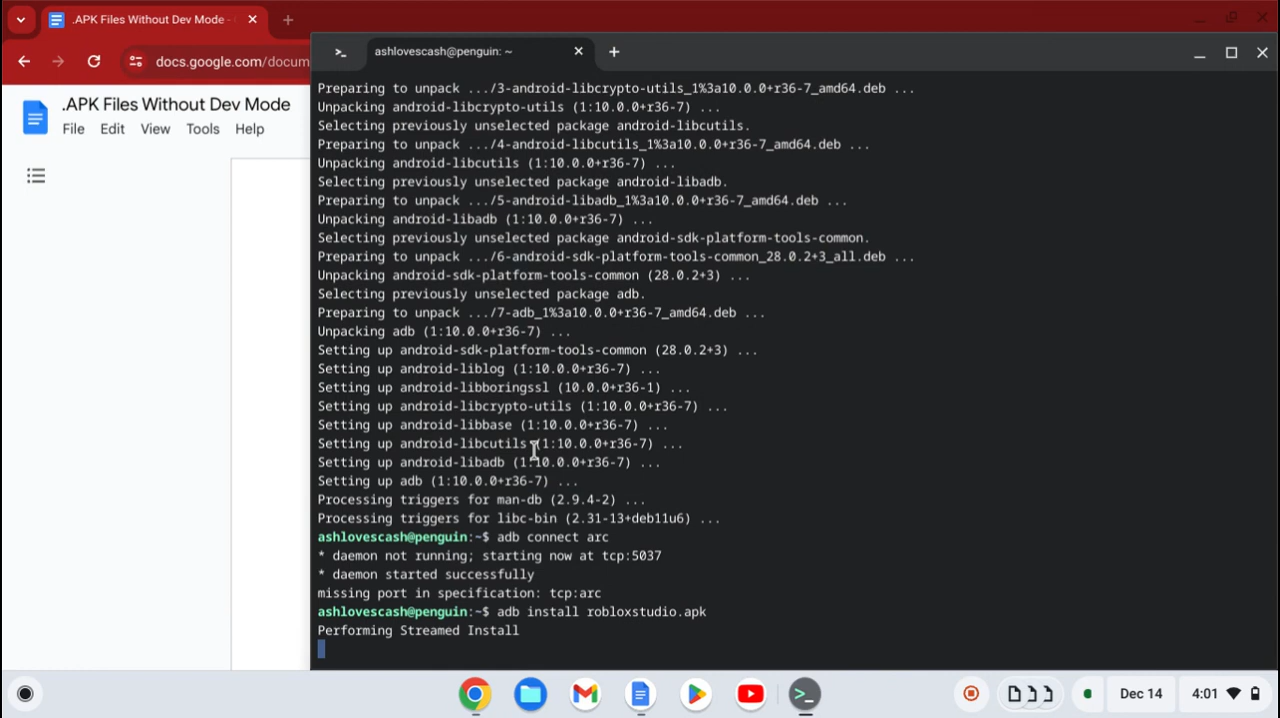 .APK Files Without Dev Mode -
docs.google.com/docum
.APK Files Without Dev Mode
File Edit View Tools Help
ashlovescash@penguin: ~
Preparing to unpack .../3-android-libcrypto-utils_1%3a10.0.0+r36-7_amd64.deb ...
Unpacking android-libcrypto-utils (1:10.0.0+r36-7) ...
Selecting previously unselected package android-libcutils.
Preparing to unpack .../4-android-libcutils_1%3a10.0.0+r36-7_amd64.deb ...
Unpacking android-libcutils (1:10.0.0+r36-7) ...
Selecting previously unselected package android-libadb.
Preparing to unpack .../5-android-libadb_1%3a10.0.0+r36-7_amd64.deb ...
Unpacking android-libadb (1:10.0.0+r36-7) ...
Selecting previously unselected package android-sdk-platform-tools-common.
Preparing to unpack .../6-android-sdk-platform-tools-common_28.0.2+3_all.deb ...
Unpacking android-sdk-platform-tools-common (28.0.2+3) ...
Selecting previously unselected package adb.
Preparing to unpack .../7-adb_1%3a10.0.0+r36-7_amd64.deb ...
Unpacking adb (1:10.0.0+r36-7) ...
Setting up android-sdk-platform-tools-common (28.0.2+3) ...
Setting up android-liblog (1:10.0.0+r36-7) ...
Setting up android-libboringssl (10.0.0+r36-1) ...
Setting up android-libcrypto-utils (1:10.0.0+r36-7) ...
Setting up android-libbase (1:10.0.0+r36-7) ...
Setting up android-libcutils (1:10.0.0+r36-7) ...
Setting up android-libadb (1:10.0.0+r36-7) ...
Setting up adb (1:10.0.0+r36-7) ...
Processing triggers for man-db (2.9.4-2) ...
Processing triggers for libc-bin (2.31-13+deb11u6) ...
ashlovescash@penguin:~$ adb connect arc
* daemon not running; starting now at tcp:5037
* daemon started successfully
missing port in specification: tcp:arc
ashlovescash@penguin:~$ adb install robloxstudio.apk
Performing Streamed Install
Dec 14 4:01